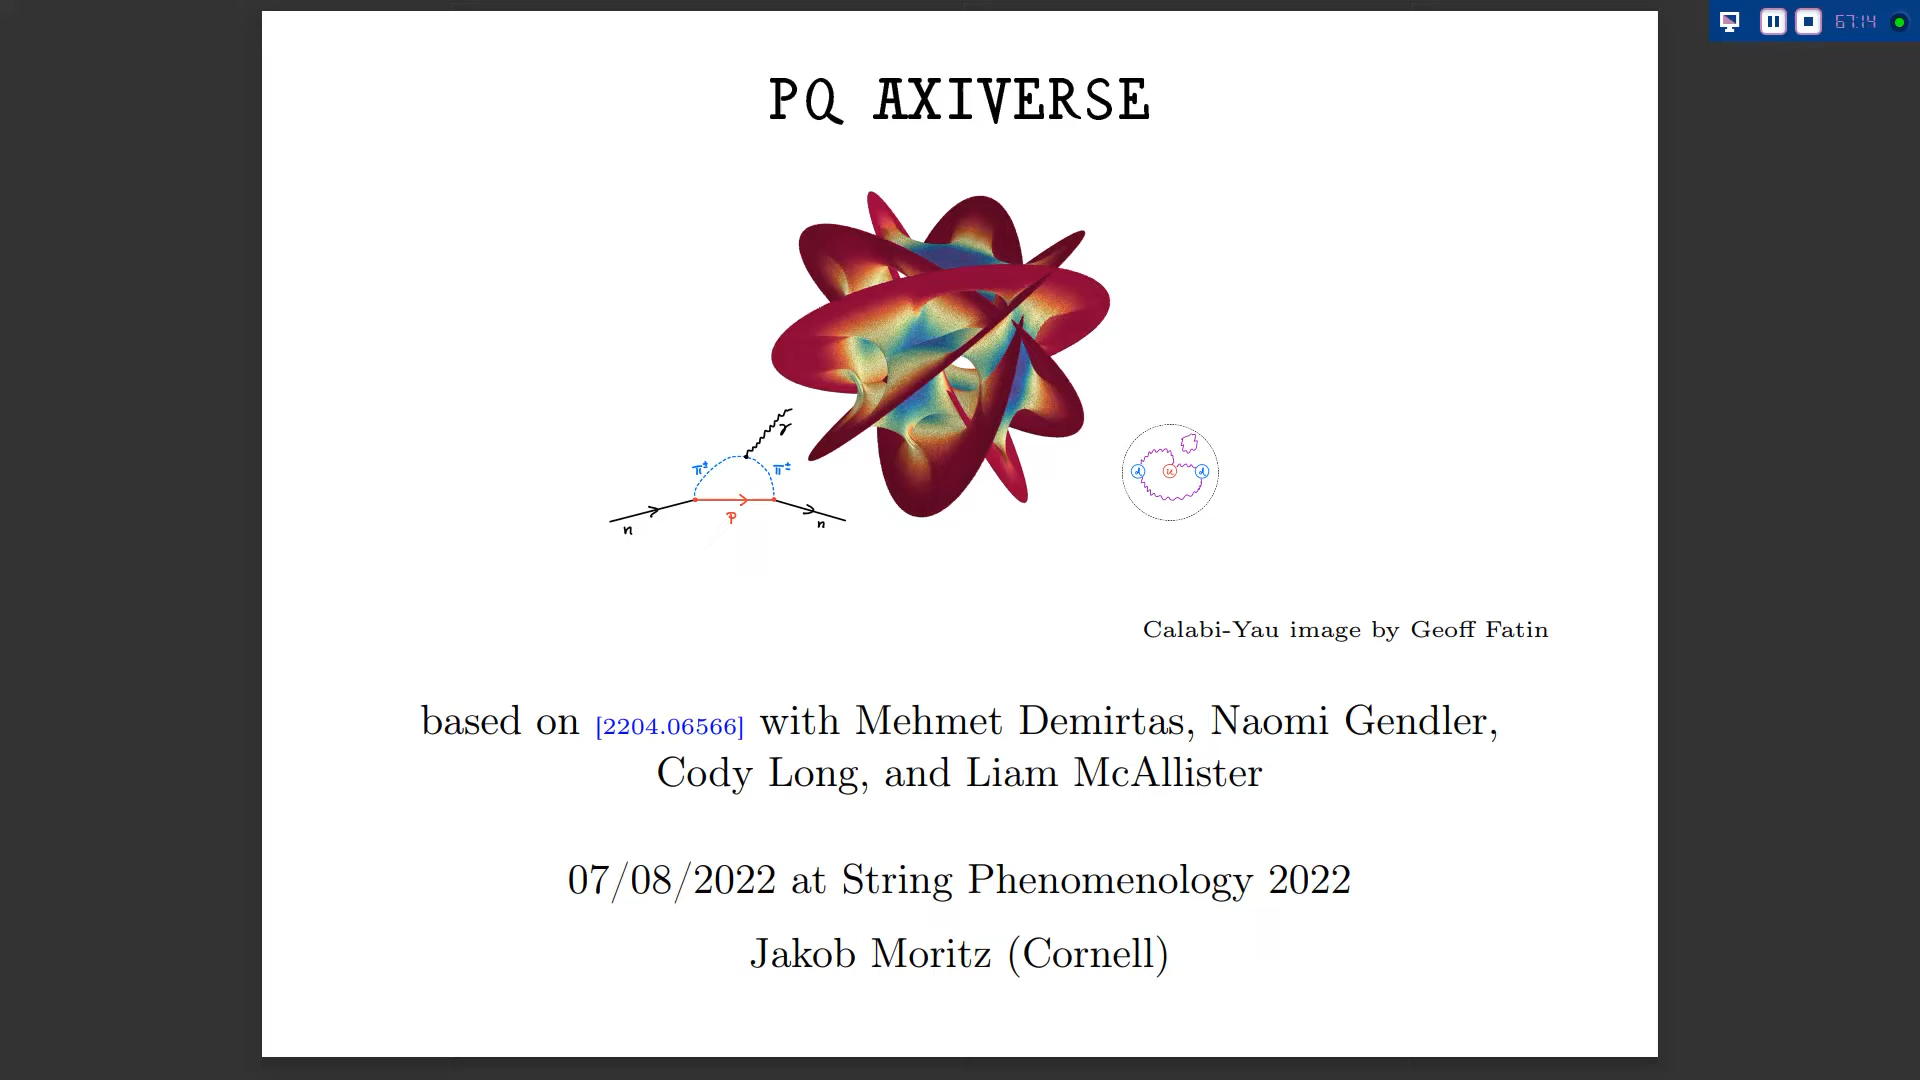 67:14
PQ AXIVERSE
γ
π± π±
p
n n
d u d
Calabi-Yau image by Geoff Fatin
based on [2204.06566] with Mehmet Demirtas, Naomi Gendler,
Cody Long, and Liam McAllister
07/08/2022 at String Phenomenology 2022
Jakob Moritz (Cornell)